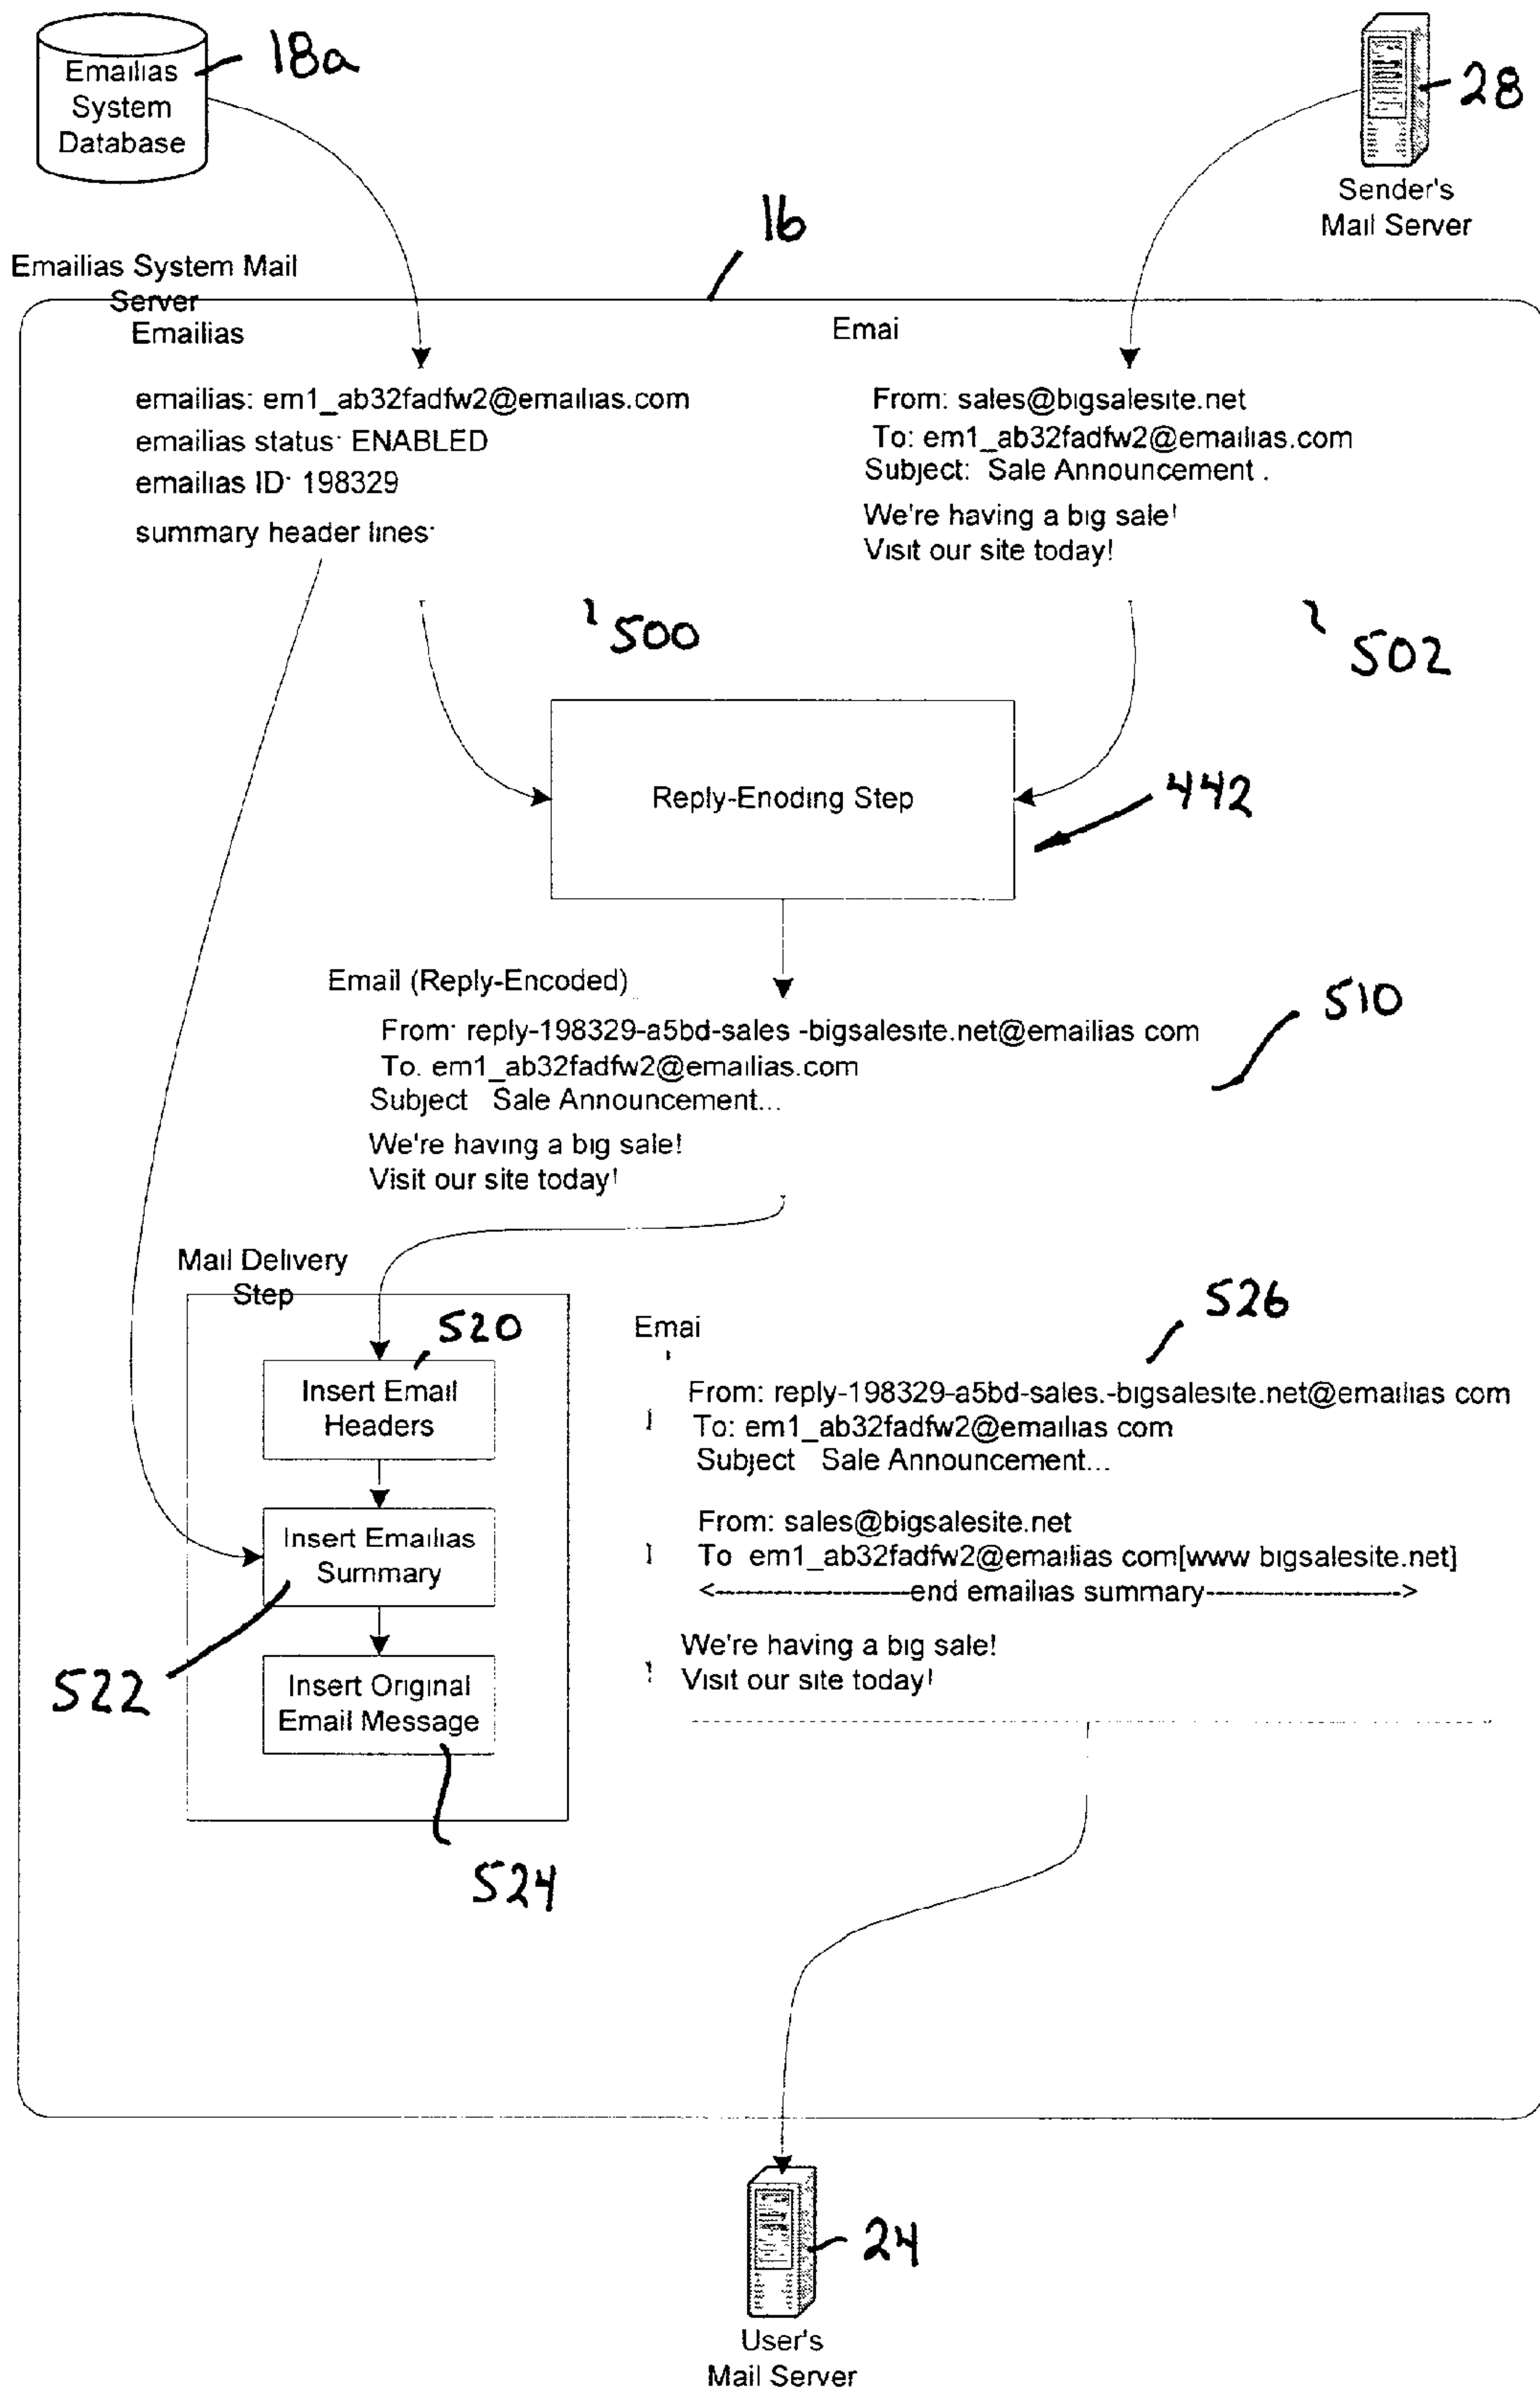 Emailias
System
Database
18a
28
Sender's
Mail Server
16
Emailias System Mail
Server
Emailias
emailias: em1_ab32fadfw2@emailias.com
emailias status: ENABLED
emailias ID: 198329
summary header lines:
Emai
From: sales@bigsalesite.net
To: em1_ab32fadfw2@emailias.com
Subject: Sale Announcement .
We're having a big sale!
Visit our site today!
500
502
Reply-Enoding Step
442
Email (Reply-Encoded)
From: reply-198329-a5bd-sales -bigsalesite.net@emailias com
To. em1_ab32fadfw2@emailias.com
Subject Sale Announcement...
We're having a big sale!
Visit our site today!
510
Mail Delivery
Step
520
Insert Email
Headers
Insert Emailias
Summary
522
Insert Original
Email Message
524
Emai
526
From: reply-198329-a5bd-sales.-bigsalesite.net@emailias com
To: em1_ab32fadfw2@emailias com
Subject Sale Announcement...
From: sales@bigsalesite.net
To em1_ab32fadfw2@emailias com[www bigsalesite.net]
<--------------------end emailias summary-------------------->
We're having a big sale!
Visit our site today!
24
User's
Mail Server